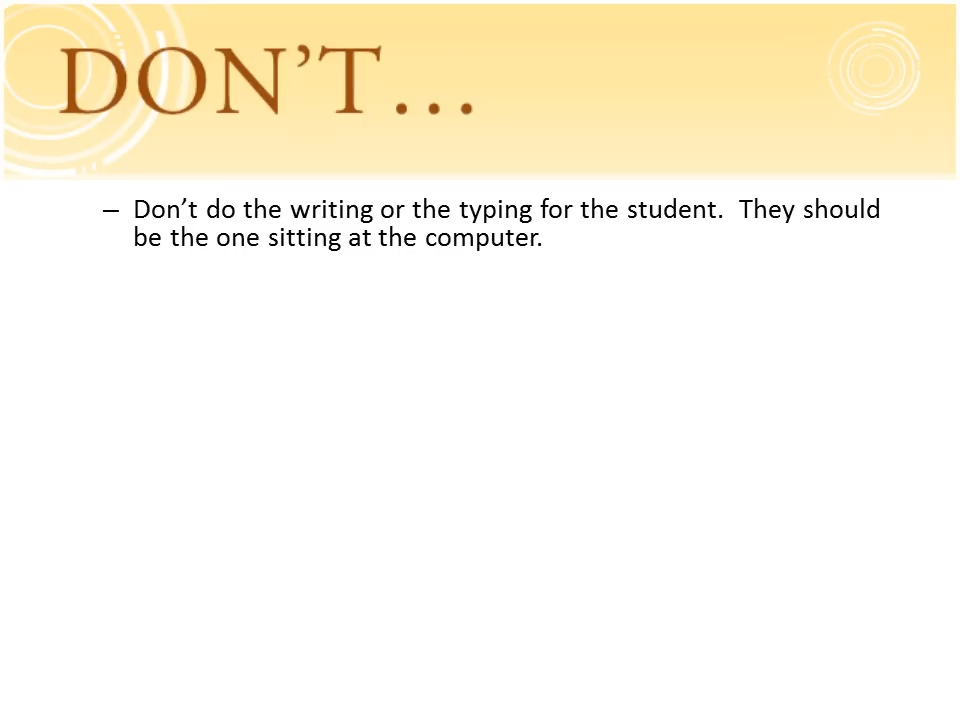 DON’T…
– Don’t do the writing or the typing for the student.  They should
be the one sitting at the computer.